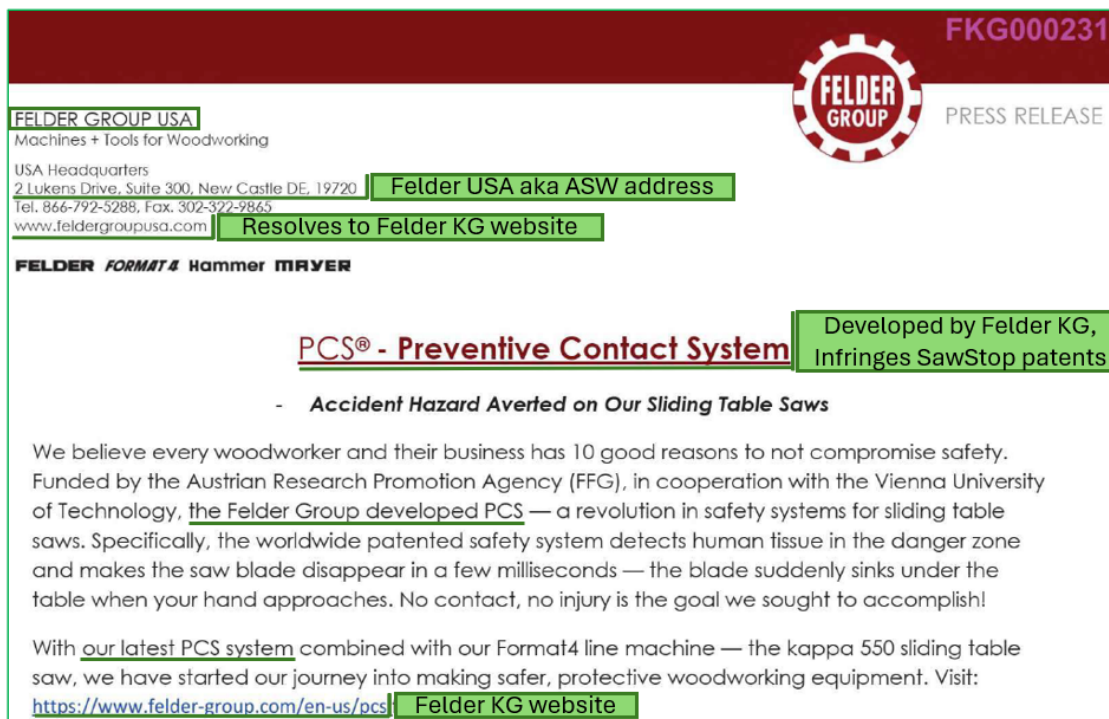 FKG000231
FELDER GROUP
PRESS RELEASE
FELDER GROUP USA
Machines + Tools for Woodworking
USA Headquarters
2 Lukens Drive, Suite 300, New Castle DE, 19720
Felder USA aka ASW address
Tel. 866-792-5288, Fax. 302-322-9865
www.feldergroupusa.com
Resolves to Felder KG website
FELDER FORMAT4 Hammer MAYER
PCS® - Preventive Contact System
Developed by Felder KG,
Infringes SawStop patents
- Accident Hazard Averted on Our Sliding Table Saws
We believe every woodworker and their business has 10 good reasons to not compromise safety.
Funded by the Austrian Research Promotion Agency (FFG), in cooperation with the Vienna University
of Technology, the Felder Group developed PCS — a revolution in safety systems for sliding table
saws. Specifically, the worldwide patented safety system detects human tissue in the danger zone
and makes the saw blade disappear in a few milliseconds — the blade suddenly sinks under the
table when your hand approaches. No contact, no injury is the goal we sought to accomplish!
With our latest PCS system combined with our Format4 line machine — the kappa 550 sliding table
saw, we have started our journey into making safer, protective woodworking equipment. Visit:
https://www.felder-group.com/en-us/pcs
Felder KG website